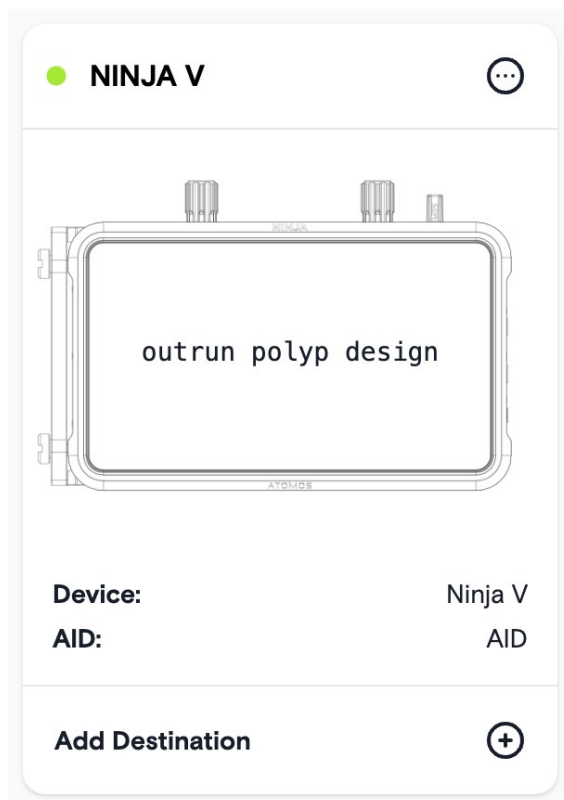 NINJA V
NINJA
outrun polyp design
ATOMOS
Device: Ninja V
AID: AID
Add Destination